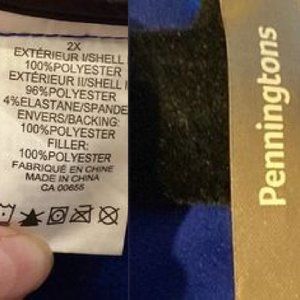 2X
EXTÉRIEUR I/SHELL
100%POLYESTER
EXTÉRIEUR II/SHELL I
96%POLYESTER
4%ELASTANE/SPANDE
ENVERS/BACKING:
100%POLYESTER
FILLER:
100%POLYESTER
FABRIQUÉ EN CHINE
MADE IN CHINA
CA 00655
Penningtons